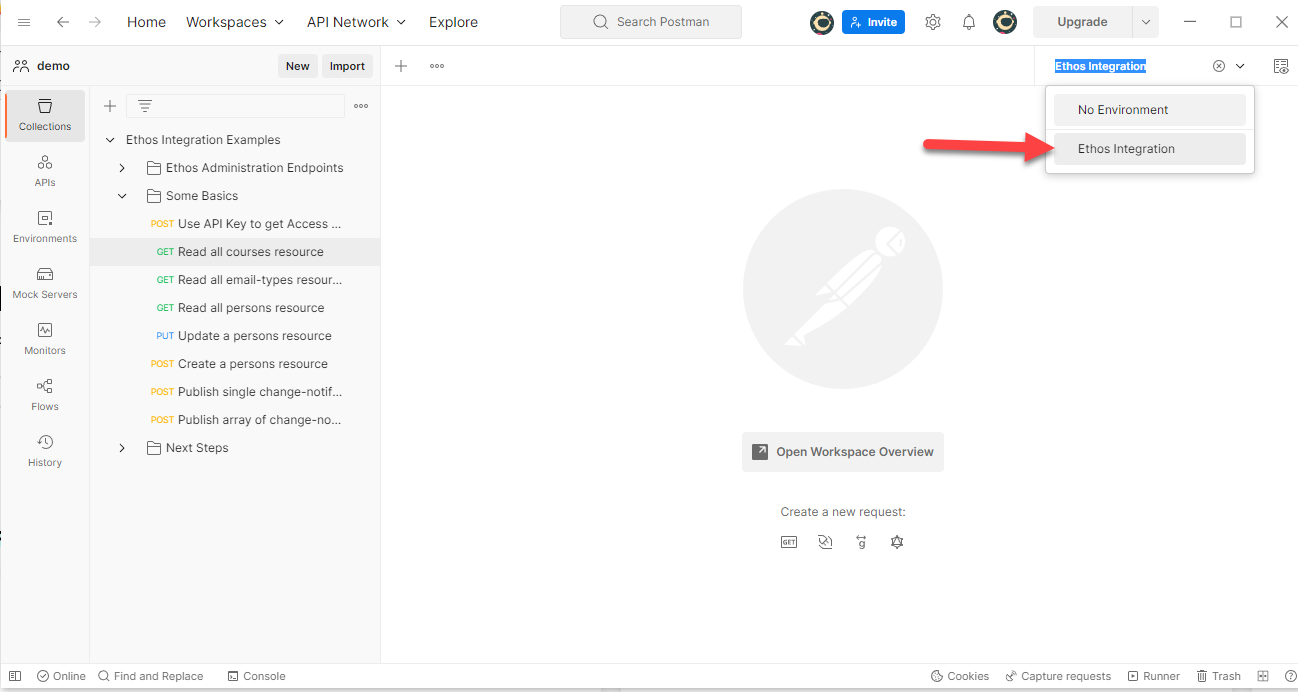 Home Workspaces API Network Explore Search Postman Invite Upgrade
demo New Import Ethos Integration
No Environment
Ethos Integration
Collections
APIs
Environments
Mock Servers
Monitors
Flows
History
Ethos Integration Examples
Ethos Administration Endpoints
Some Basics
POST Use API Key to get Access ...
GET Read all courses resource
GET Read all email-types resour...
GET Read all persons resource
PUT Update a persons resource
POST Create a persons resource
POST Publish single change-notif...
POST Publish array of change-no...
Next Steps
Open Workspace Overview
Create a new request:
GET g
Online Find and Replace Console Cookies Capture requests Runner Trash